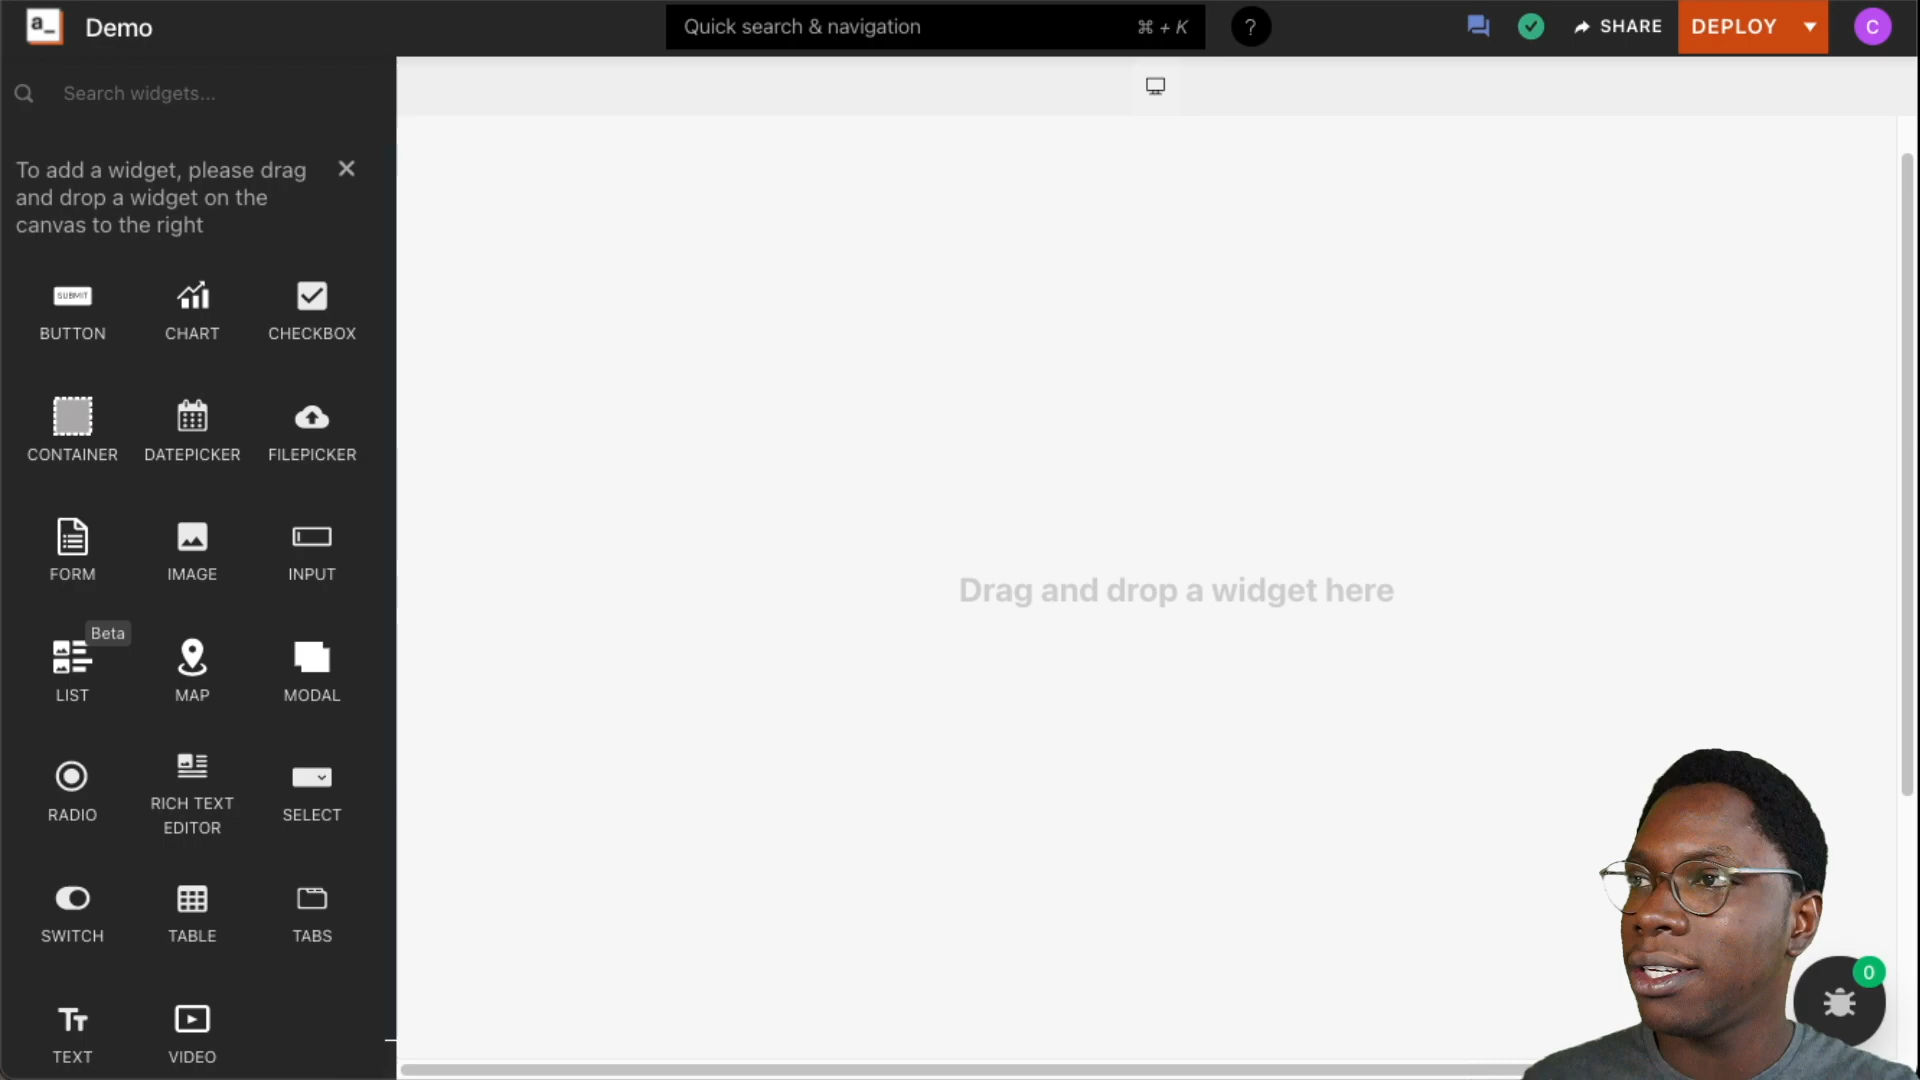 a_
Demo
Quick search & navigation
⌘ + K
?
SHARE
DEPLOY
C
Search widgets...
To add a widget, please drag
and drop a widget on the
canvas to the right
SUBMIT
BUTTON
CHART
CHECKBOX
CONTAINER
DATEPICKER
FILEPICKER
FORM
IMAGE
INPUT
Beta
LIST
MAP
MODAL
RADIO
RICH TEXT
EDITOR
SELECT
SWITCH
TABLE
TABS
TT
TEXT
VIDEO
Drag and drop a widget here
0